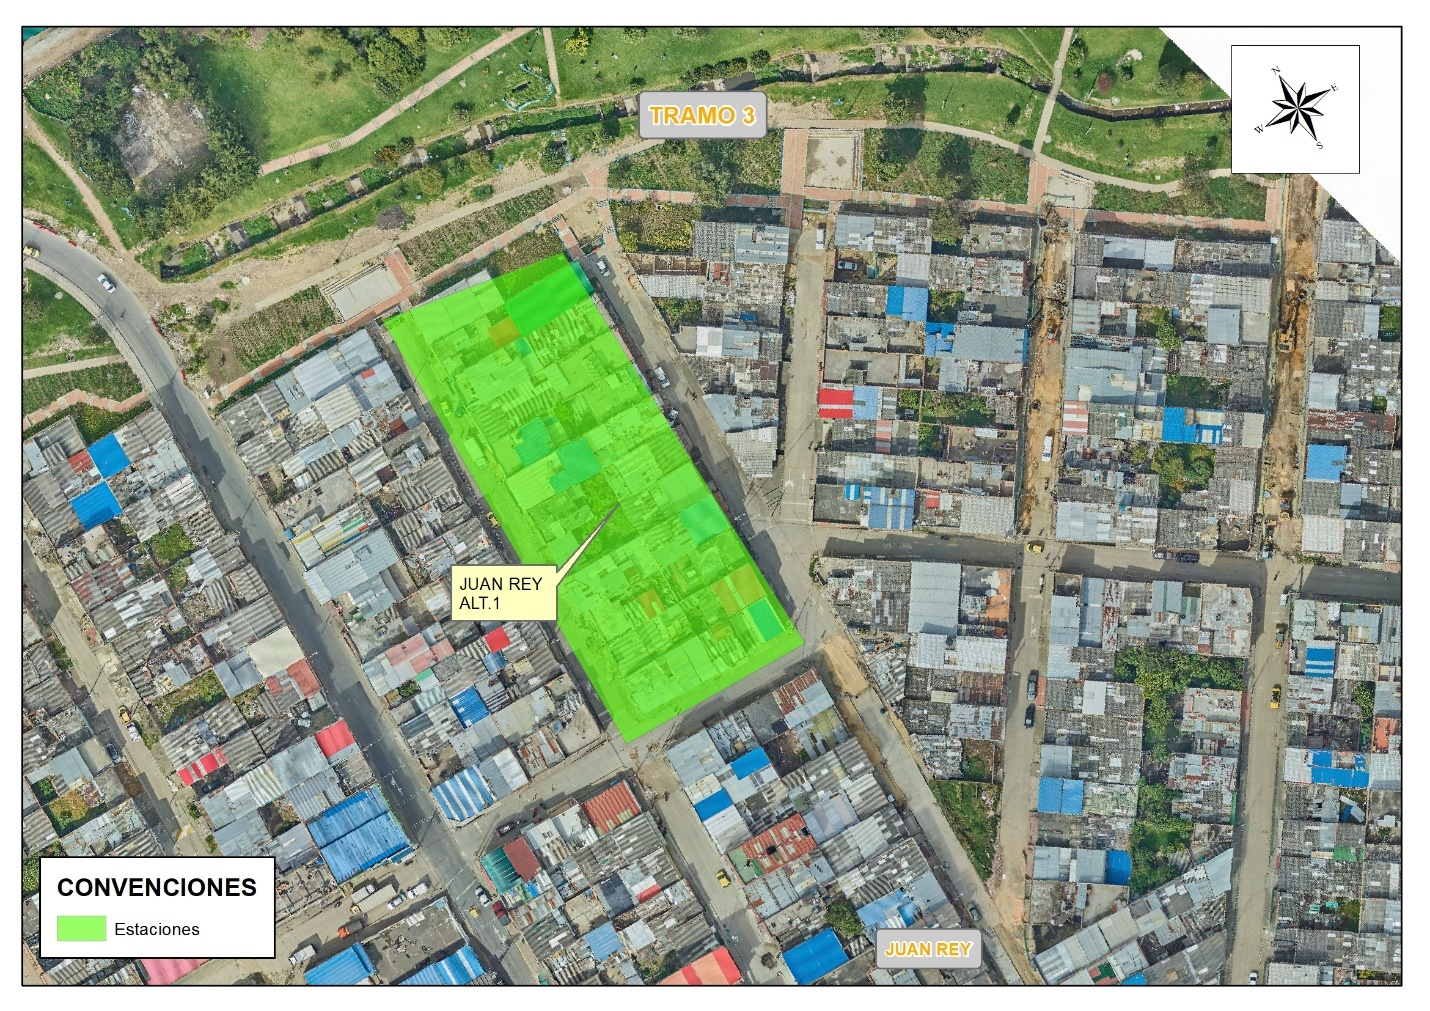 TRAMO 3
N
E
W
S
JUAN REY
ALT.1
CONVENCIONES
Estaciones
JUAN REY